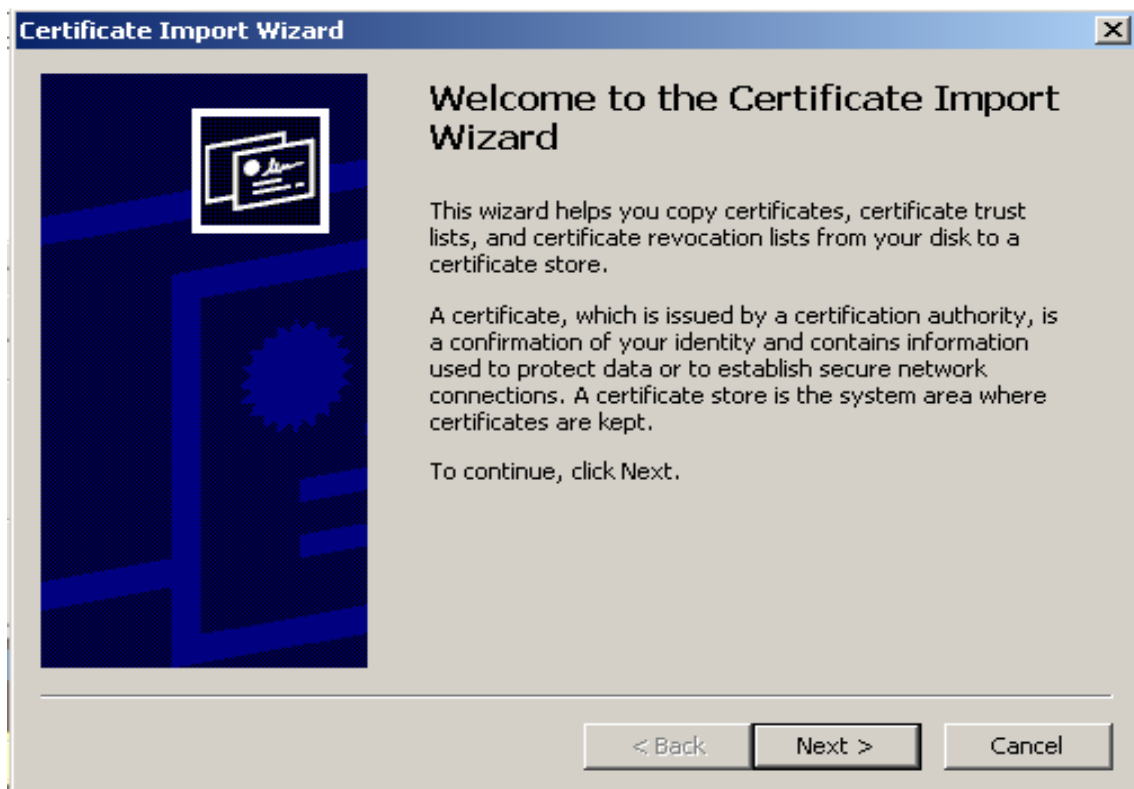 Certificate Import Wizard
Welcome to the Certificate Import
Wizard
This wizard helps you copy certificates, certificate trust
lists, and certificate revocation lists from your disk to a
certificate store.
A certificate, which is issued by a certification authority, is
a confirmation of your identity and contains information
used to protect data or to establish secure network
connections. A certificate store is the system area where
certificates are kept.
To continue, click Next.
< Back
Next >
Cancel